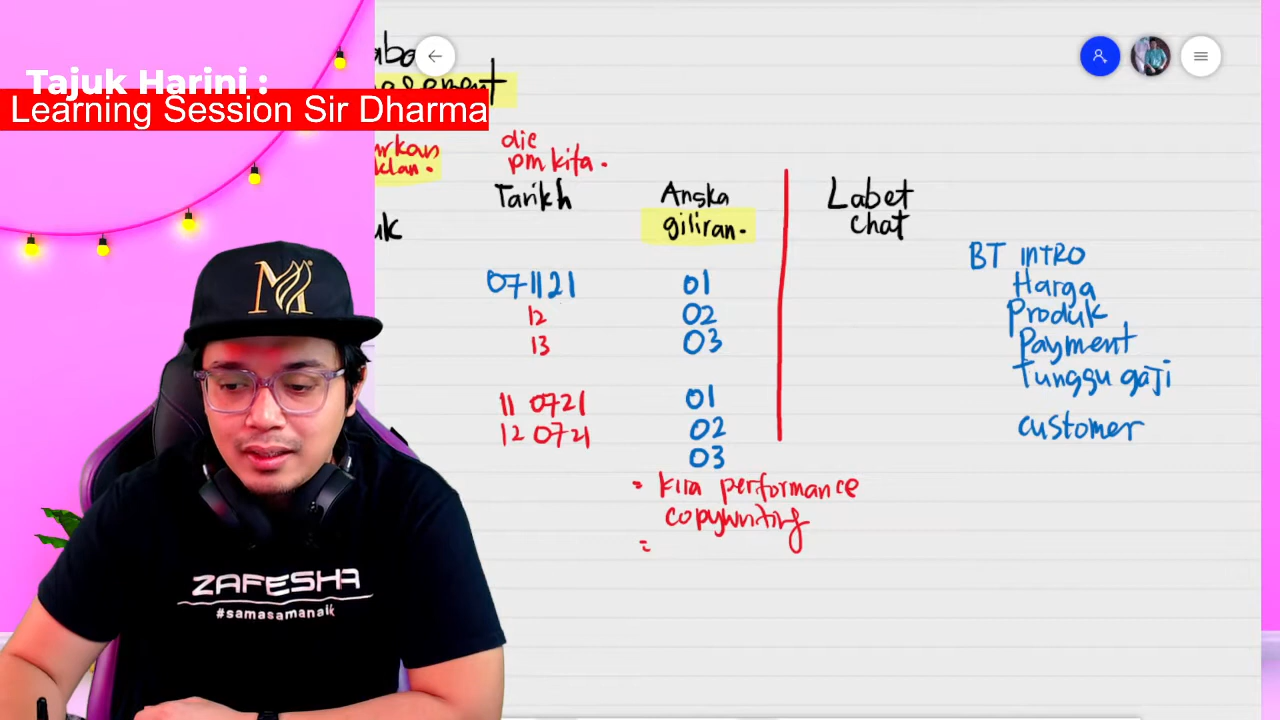 Tajuk Harini :
Learning Session Sir Dharma
die
pm kita.
Tarikh
Angka
giliran.
Label
chat
071121
01
12
02
13
03
11 0721
01
12 0721
02
03
BT INTRO
Harga
Produk
Payment
Tunggu gaji
customer
= Kira performance
copywriting
=
ZAFESHA
#samasamanaik